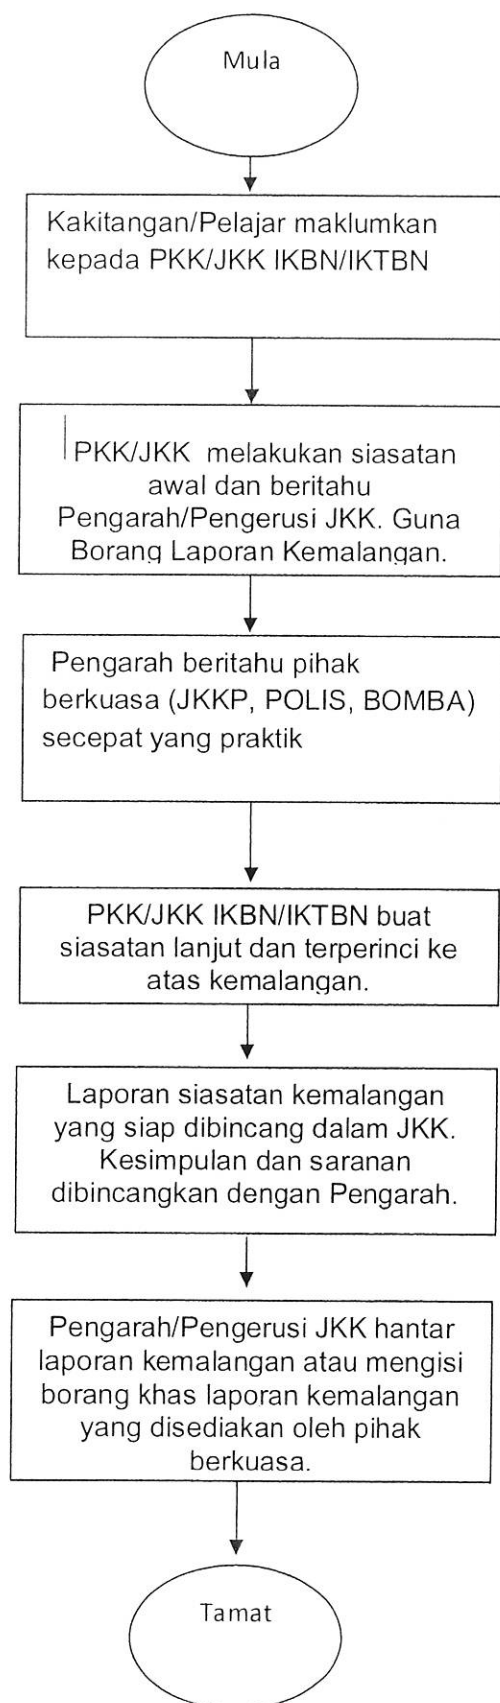 Mula
Kakitangan/Pelajar maklumkan
kepada PKK/JKK IKBN/IKTBN
PKK/JKK melakukan siasatan
awal dan beritahu
Pengarah/Pengerusi JKK. Guna
Borang Laporan Kemalangan.
Pengarah beritahu pihak
berkuasa (JKKP, POLIS, BOMBA)
secepat yang praktik
PKK/JKK IKBN/IKTBN buat
siasatan lanjut dan terperinci ke
atas kemalangan.
Laporan siasatan kemalangan
yang siap dibincang dalam JKK.
Kesimpulan dan saranan
dibincangkan dengan Pengarah.
Pengarah/Pengerusi JKK hantar
laporan kemalangan atau mengisi
borang khas laporan kemalangan
yang disediakan oleh pihak
berkuasa.
Tamat